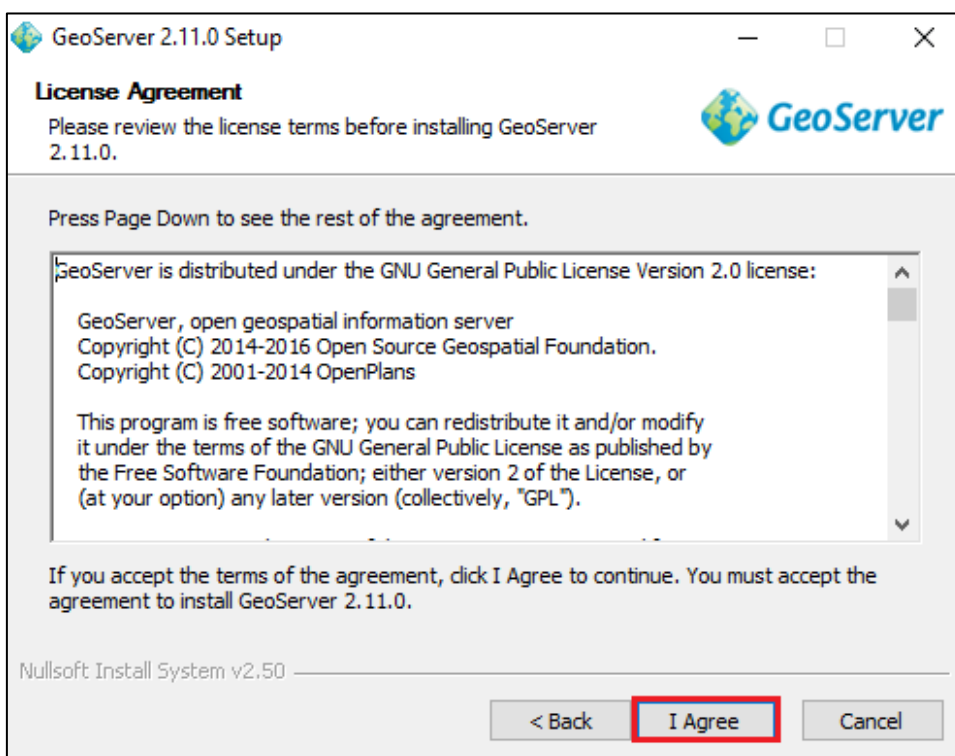 GeoServer 2.11.0 Setup
License Agreement
Please review the license terms before installing GeoServer
2.11.0.
GeoServer
Press Page Down to see the rest of the agreement.
GeoServer is distributed under the GNU General Public License Version 2.0 license:
GeoServer, open geospatial information server
Copyright (C) 2014-2016 Open Source Geospatial Foundation.
Copyright (C) 2001-2014 OpenPlans
This program is free software; you can redistribute it and/or modify
it under the terms of the GNU General Public License as published by
the Free Software Foundation; either version 2 of the License, or
(at your option) any later version (collectively, "GPL").
If you accept the terms of the agreement, click I Agree to continue. You must accept the
agreement to install GeoServer 2.11.0.
Nullsoft Install System v2.50
< Back I Agree Cancel